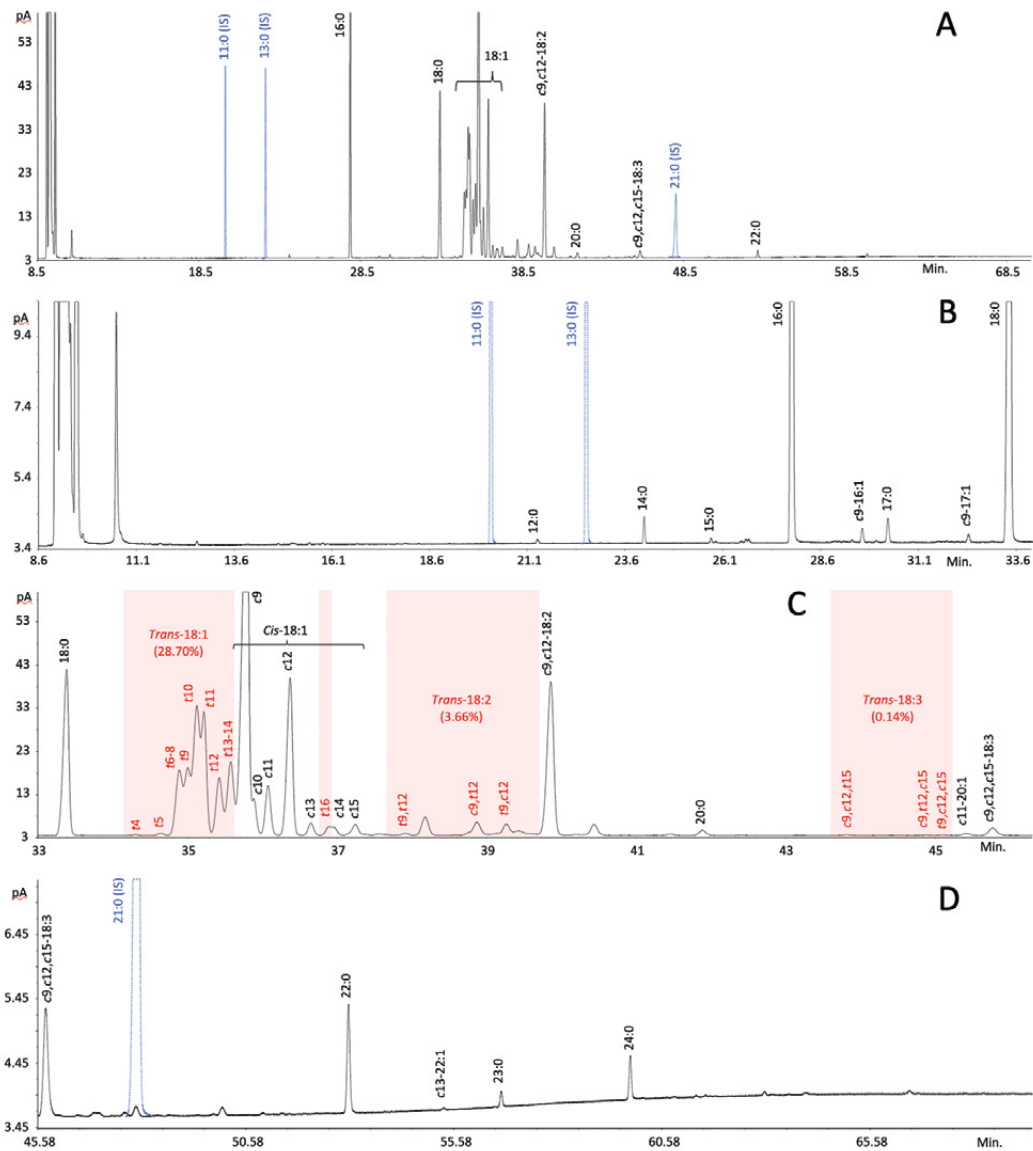 pA
53
43
33
23
13
3
11:0 (IS)
13:0 (IS)
16:0
18:0
18:1
c9,c12-18:2
20:0
c9,c12,c15-18:3
21:0 (IS)
22:0
A
8.5 18.5 28.5 38.5 48.5 58.5 Min. 68.5
pA
9.4
7.4
5.4
3.4
11:0 (IS)
12:0
13:0 (IS)
14:0
15:0
16:0
c9-16:1
17:0
c9-17:1
18:0
B
8.6 11.1 13.6 16.1 18.6 21.1 23.6 26.1 28.6 31.1 Min. 33.6
pA
53
43
33
23
13
3
18:0
Trans-18:1
(28.70%)
t4
t5
t6-8
t9
t10
t11
t12
t13-14
Cis-18:1
c9
c10
c11
c12
c13
t16
c14
c15
Trans-18:2
(3.66%)
t9,t12
c9,t12
t9,c12
c9,c12-18:2
20:0
Trans-18:3
(0.14%)
c9,c12,t15
c9,t12,c15
t9,c12,c15
c11-20:1
c9,c12,c15-18:3
C
33 35 37 39 41 43 45 Min.
pA
6.45
5.45
4.45
3.45
c9,c12,c15-18:3
21:0 (IS)
22:0
c13-22:1
23:0
24:0
D
45.58 50.58 55.58 60.58 65.58 Min.